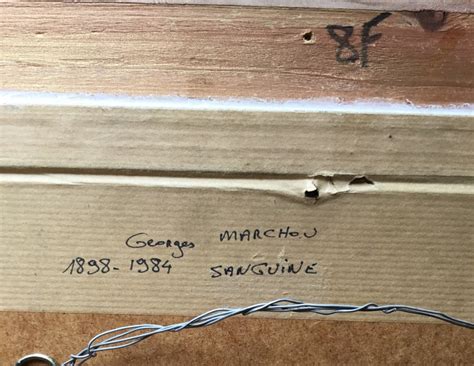 8F
Georges MARCHOU
1898-1984 SANGUINE